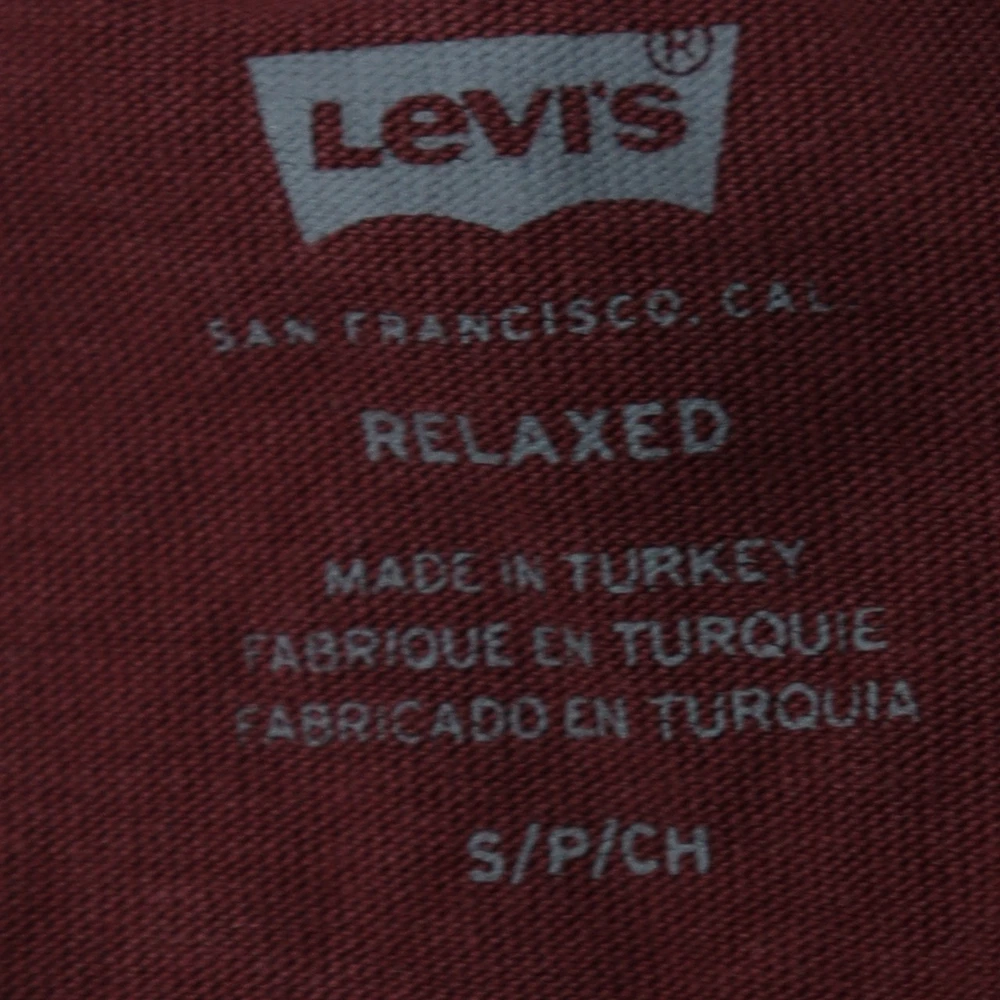 LEVI'S®
SAN FRANCISCO, CAL
RELAXED
MADE IN TURKEY
FABRIQUE EN TURQUIE
FABRICADO EN TURQUIA
S/P/CH